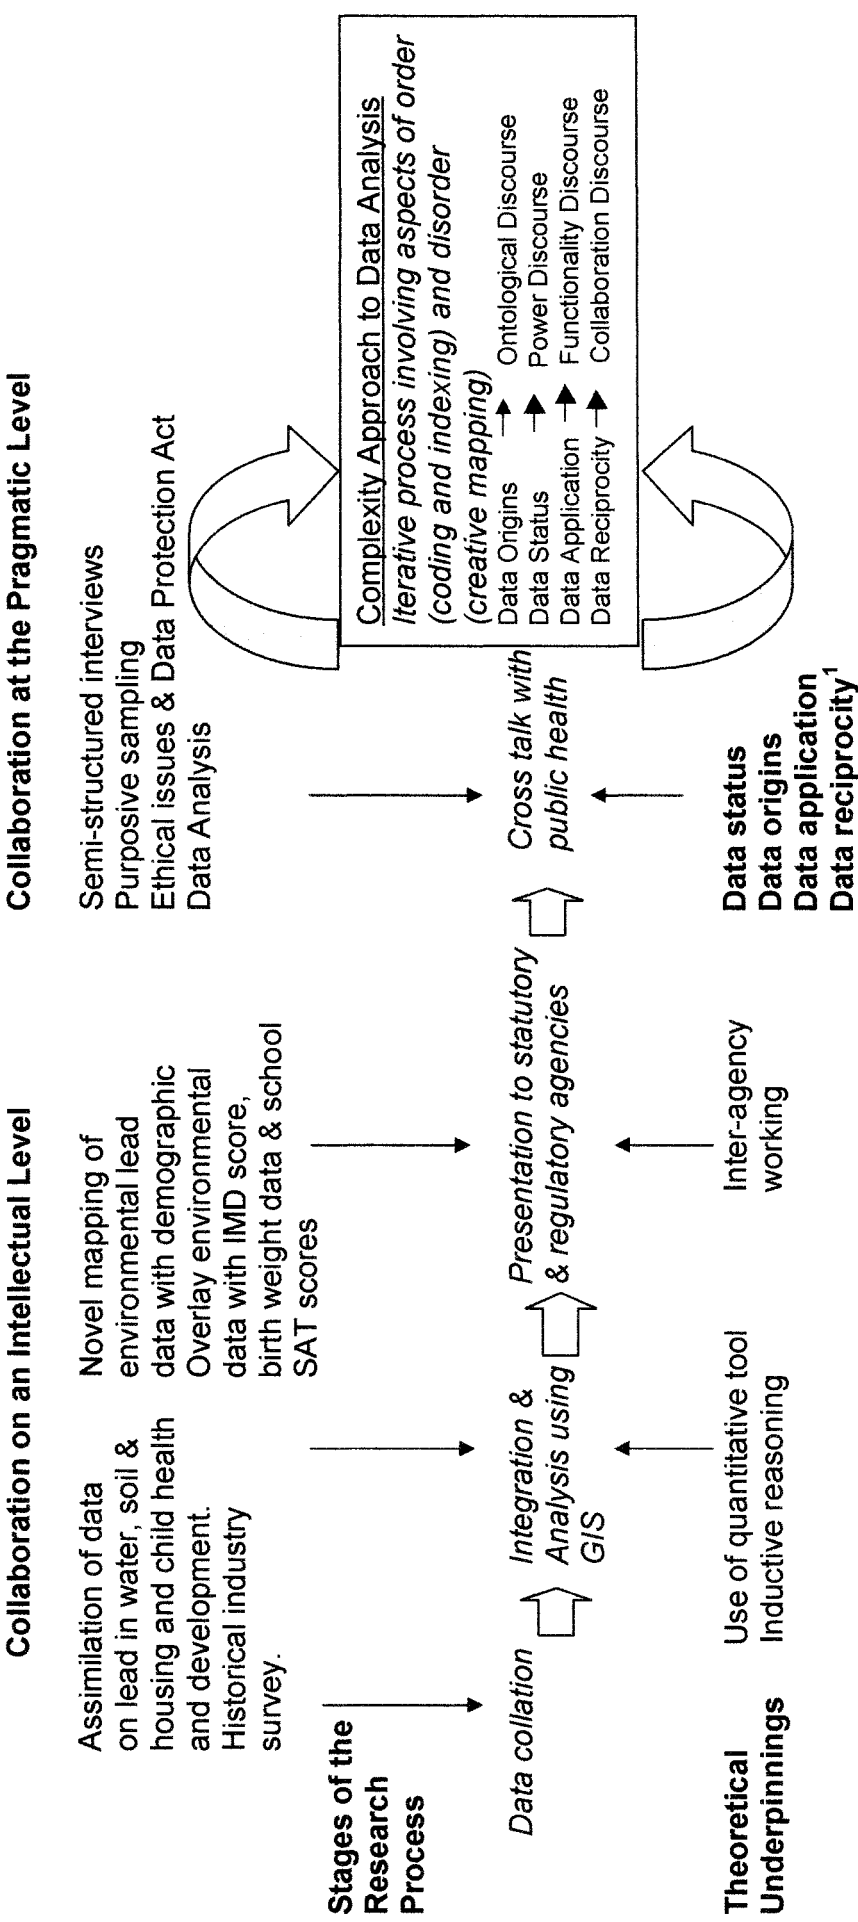 Collaboration on an Intellectual Level
Collaboration at the Pragmatic Level
Assimilation of data
on lead in water, soil &
housing and child health
and development.
Historical industry
survey.
Novel mapping of
environmental lead
data with demographic
Overlay environmental
data with IMD score,
birth weight data & school
SAT scores
Semi-structured interviews
Purposive sampling
Ethical issues & Data Protection Act
Data Analysis
Stages of the
Research
Process
Data collation
Integration &
Analysis using
GIS
Presentation to statutory
& regulatory agencies
Cross talk with
public health
Complexity Approach to Data Analysis
Iterative process involving aspects of order
(coding and indexing) and disorder
(creative mapping)
Data Origins → Ontological Discourse
Data Status → Power Discourse
Data Application → Functionality Discourse
Data Reciprocity → Collaboration Discourse
Theoretical
Underpinnings
Use of quantitative tool
Inductive reasoning
Inter-agency
working
Data status
Data origins
Data application
Data reciprocity¹